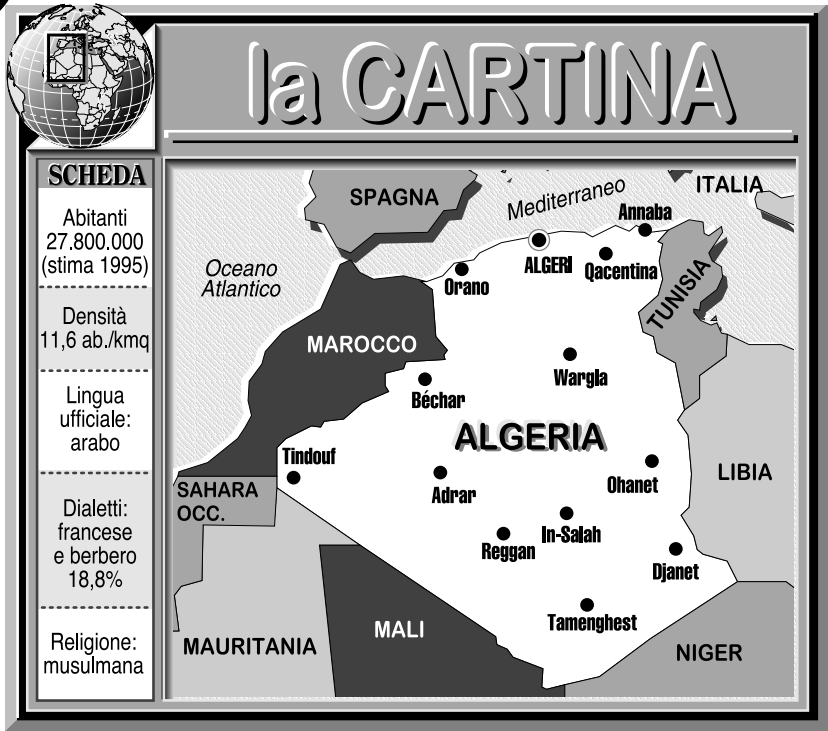 la CARTINA
SCHEDA
Abitanti
27.800.000
(stima 1995)
Densità
11,6 ab./kmq
Lingua
ufficiale:
arabo
Dialetti:
francese
e berbero
18,8%
Religione:
musulmana
SPAGNA
Mediterraneo
ITALIA
Annaba
Oceano
Atlantico
Orano
ALGERI
Qacentina
TUNISIA
MAROCCO
Wargla
Béchar
ALGERIA
Tindouf
Adrar
Ohanet
LIBIA
SAHARA
OCC.
Reggan
In-Salah
Djanet
Tamenghest
MAURITANIA
MALI
NIGER